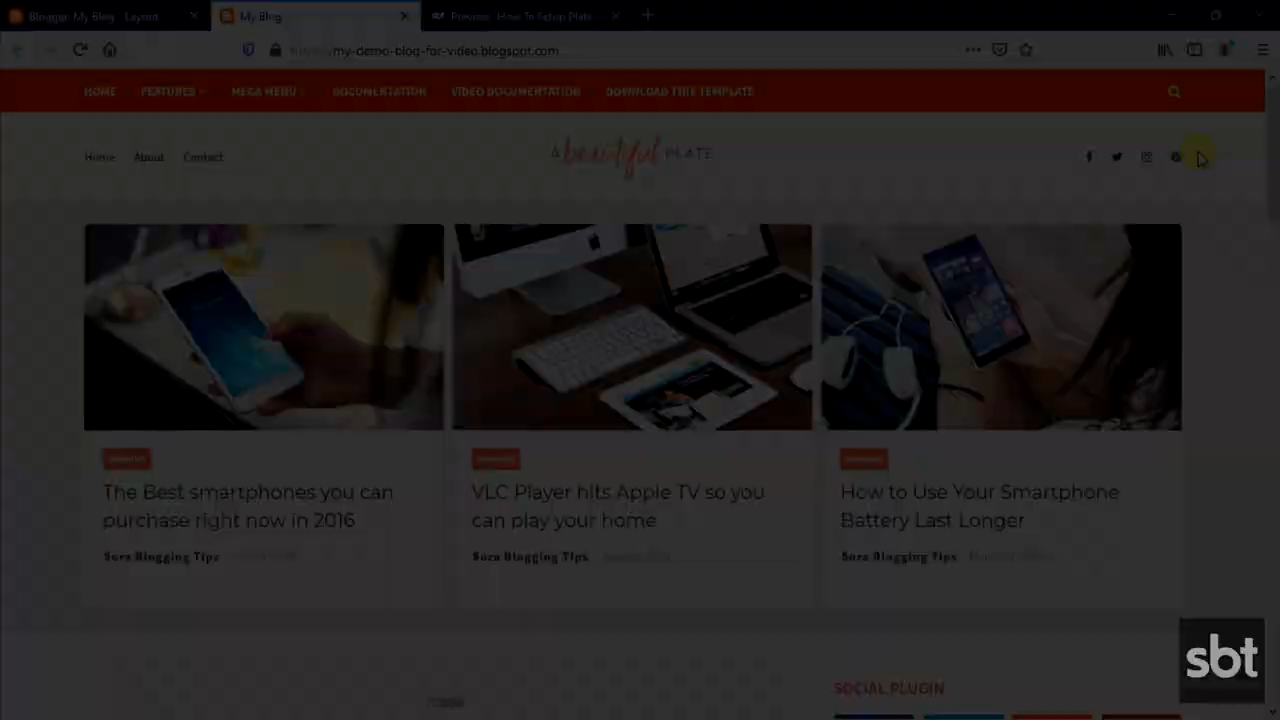 Blogger: My Blog - Layout
My Blog
Preview: How To Setup Plate
my-demo-blog-for-video.blogspot.com
HOME FEATURES MEGA MENU DOCUMENTATION VIDEO DOCUMENTATION DOWNLOAD THIS TEMPLATE
Home About Contact
A beautiful PLATE
The Best smartphones you can
purchase right now in 2016
Sora Blogging Tips
VLC Player hits Apple TV so you
can play your home
Sora Blogging Tips
How to Use Your Smartphone
Battery Last Longer
Sora Blogging Tips
SOCIAL PLUGIN
sbt